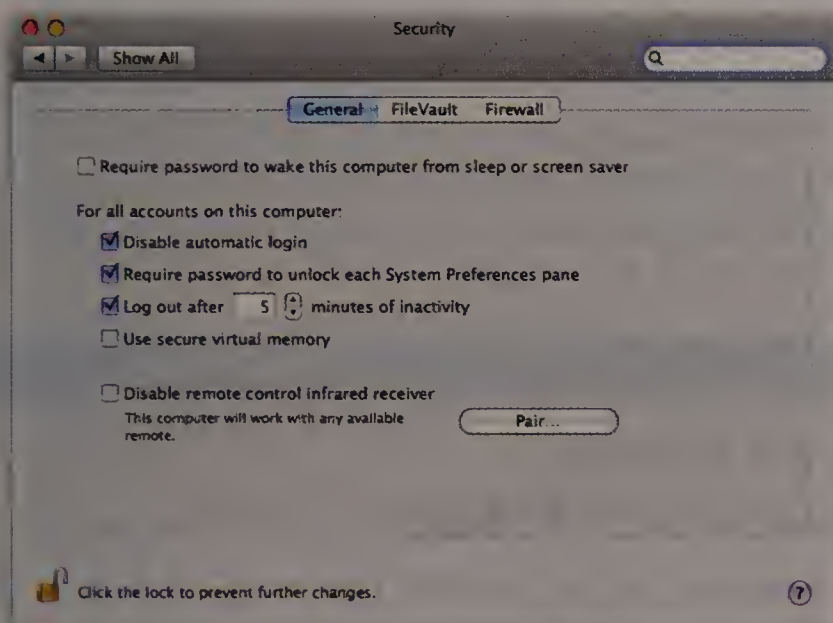 Security
Show All
General FileVault Firewall
Require password to wake this computer from sleep or screen saver
For all accounts on this computer:
Disable automatic login
Require password to unlock each System Preferences pane
Log out after 5 minutes of inactivity
Use secure virtual memory
Disable remote control infrared receiver
This computer will work with any available
remote.
Pair...
Click the lock to prevent further changes.
?